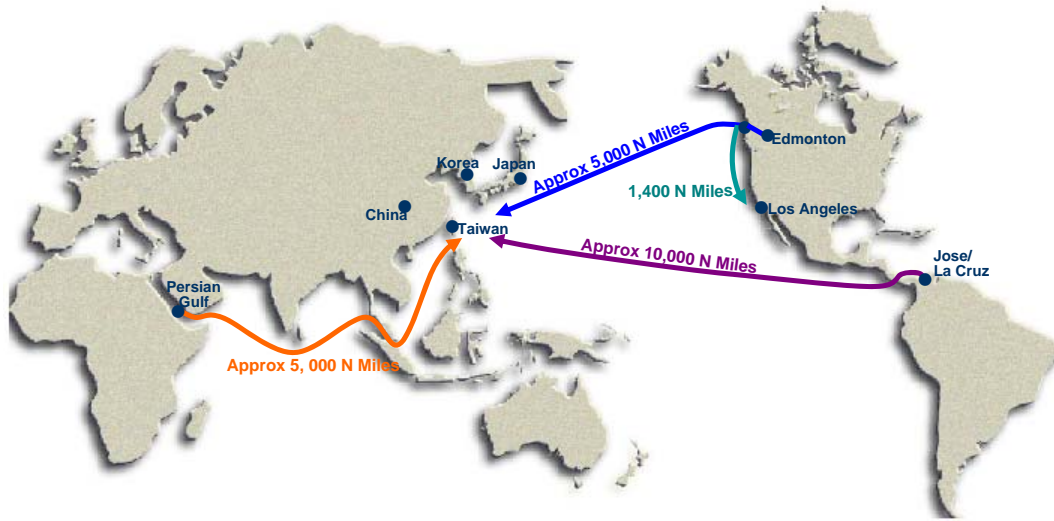 Edmonton
Approx 5,000 N Miles
Korea
Japan
1,400 N Miles
China
Los Angeles
Taiwan
Approx 10,000 N Miles
Jose/
La Cruz
Persian
Gulf
Approx 5, 000 N Miles